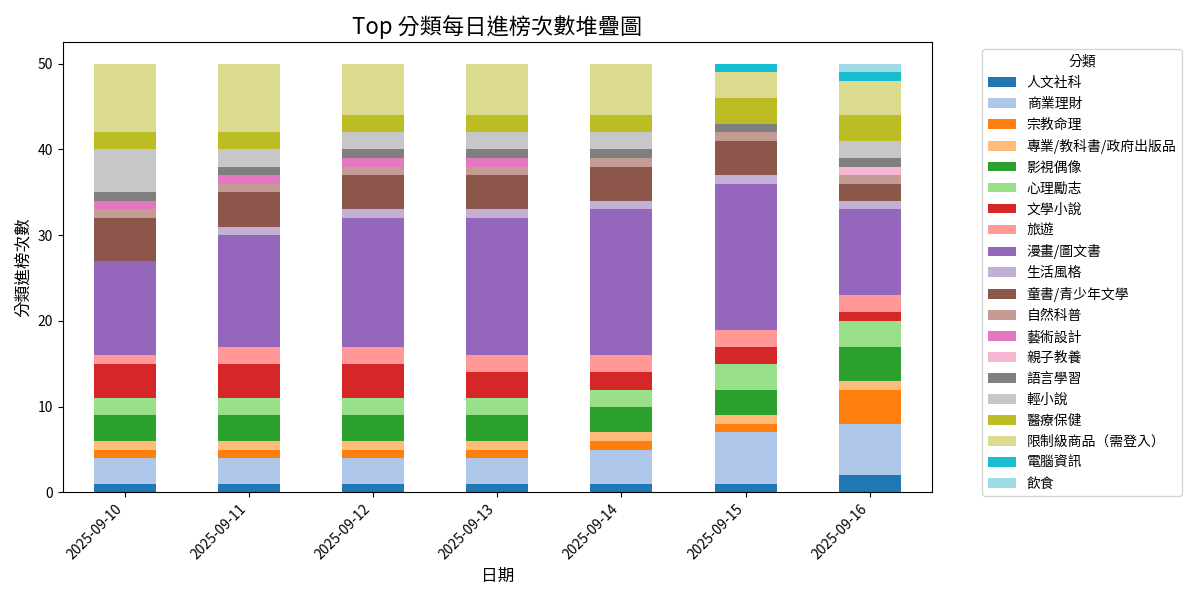 Top 分類每日進榜次數堆疊圖
分類進榜次數
50
40
30
20
10
0
2025-09-10
2025-09-11
2025-09-12
2025-09-13
2025-09-14
2025-09-15
2025-09-16
日期
分類
人文社科
商業理財
宗教命理
專業/教科書/政府出版品
影視偶像
心理勵志
文學小說
旅遊
漫畫/圖文書
生活風格
童書/青少年文學
自然科普
藝術設計
親子教養
語言學習
輕小說
醫療保健
限制級商品（需登入）
電腦資訊
飲食